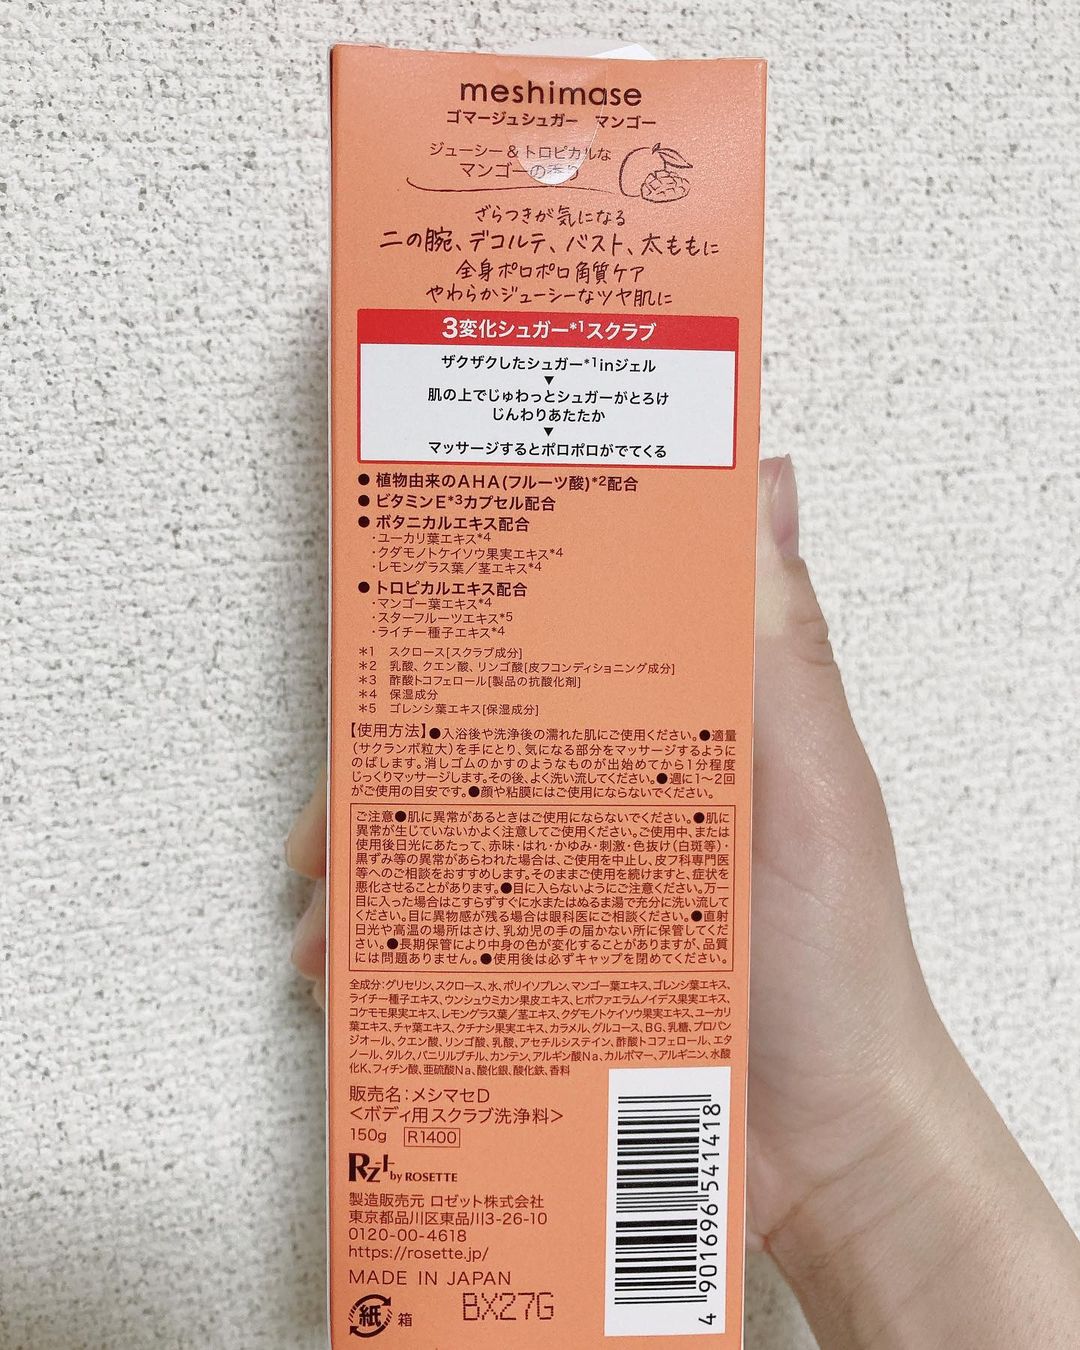 meshimase
ゴマージュシュガー マンゴー
ジューシー&トロピカルな
マンゴーの香り
ざらつきが気になる
二の腕、デコルテ、バスト、太ももに
全身ポロポロ角質ケア
やわらかジューシーなツヤ肌に
3変化シュガー*1スクラブ
ザクザクしたシュガー*1inジェル
▼
肌の上でじゅわっとシュガーがとろけ
じんわりあたたか
▼
マッサージするとポロポロがでてくる
● 植物由来のAHA(フルーツ酸)*2配合
● ビタミンE*3カプセル配合
● ボタニカルエキス配合
・ユーカリ葉エキス*4
・クダモノトケイソウ果実エキス*4
・レモングラス葉/茎エキス*4
● トロピカルエキス配合
・マンゴー葉エキス*4
・スターフルーツエキス*5
・ライチー種子エキス*4
*1 スクロース[スクラブ成分]
*2 乳酸、クエン酸、リンゴ酸[皮フコンディショニング成分]
*3 酢酸トコフェロール[製品の抗酸化剤]
*4 保湿成分
*5 ゴレンシ葉エキス[保湿成分]
【使用方法】●入浴後や洗浄後の濡れた肌にご使用ください。●適量
(サクランボ粒大)を手にとり、気になる部分をマッサージするように
のばします。消しゴムのかすのようなものが出始めてから1分程度
じっくりマッサージします。その後、よく洗い流してください。●週に1〜2回
がご使用の目安です。●顔や粘膜にはご使用にならないでください。
ご注意●肌に異常があるときはご使用にならないでください。●肌に
異常が生じていないかよく注意してご使用ください。ご使用中、または
使用後日光にあたって、赤味・はれ・かゆみ・刺激・色抜け(白斑等)・
黒ずみ等の異常があらわれた場合は、ご使用を中止し、皮フ科専門医
等へのご相談をおすすめします。そのままご使用を続けますと、症状を
悪化させることがあります。●目に入らないようにご注意ください。万一
目に入った場合はこすらずすぐに水またはぬるま湯で充分に洗い流して
ください。目に異物感が残る場合は眼科医にご相談ください。●直射
日光や高温の場所はさけ、乳幼児の手の届かない所に保管してくだ
さい。●長期保管により中身の色が変化することがありますが、品質
には問題ありません。●使用後は必ずキャップを閉めてください。
全成分:グリセリン、スクロース、水、ポリイソプレン、マンゴー葉エキス、ゴレンシ葉エキス、
ライチー種子エキス、ウンシュウミカン果皮エキス、ヒポファエラムノイデス果実エキス、
コケモモ果実エキス、レモングラス葉/茎エキス、クダモノトケイソウ果実エキス、ユーカリ
葉エキス、チャ葉エキス、クチナシ果実エキス、カラメル、グルコース、BG、乳糖、プロパン
ジオール、クエン酸、リンゴ酸、乳酸、アセチルシステイン、酢酸トコフェロール、エタ
ノール、タルク、バニリルブチル、カンテン、アルギン酸Na、カルボマー、アルギニン、水酸
化K、フィチン酸、亜硫酸Na、酸化銀、酸化鉄、香料
販売名:メシマセD
<ボディ用スクラブ洗浄料>
150g R1400
Rz+ by ROSETTE
製造販売元 ロゼット株式会社
東京都品川区東品川3-26-10
0120-00-4618
https://rosette.jp/
MADE IN JAPAN
紙 箱
BX27G
4 901696 541418